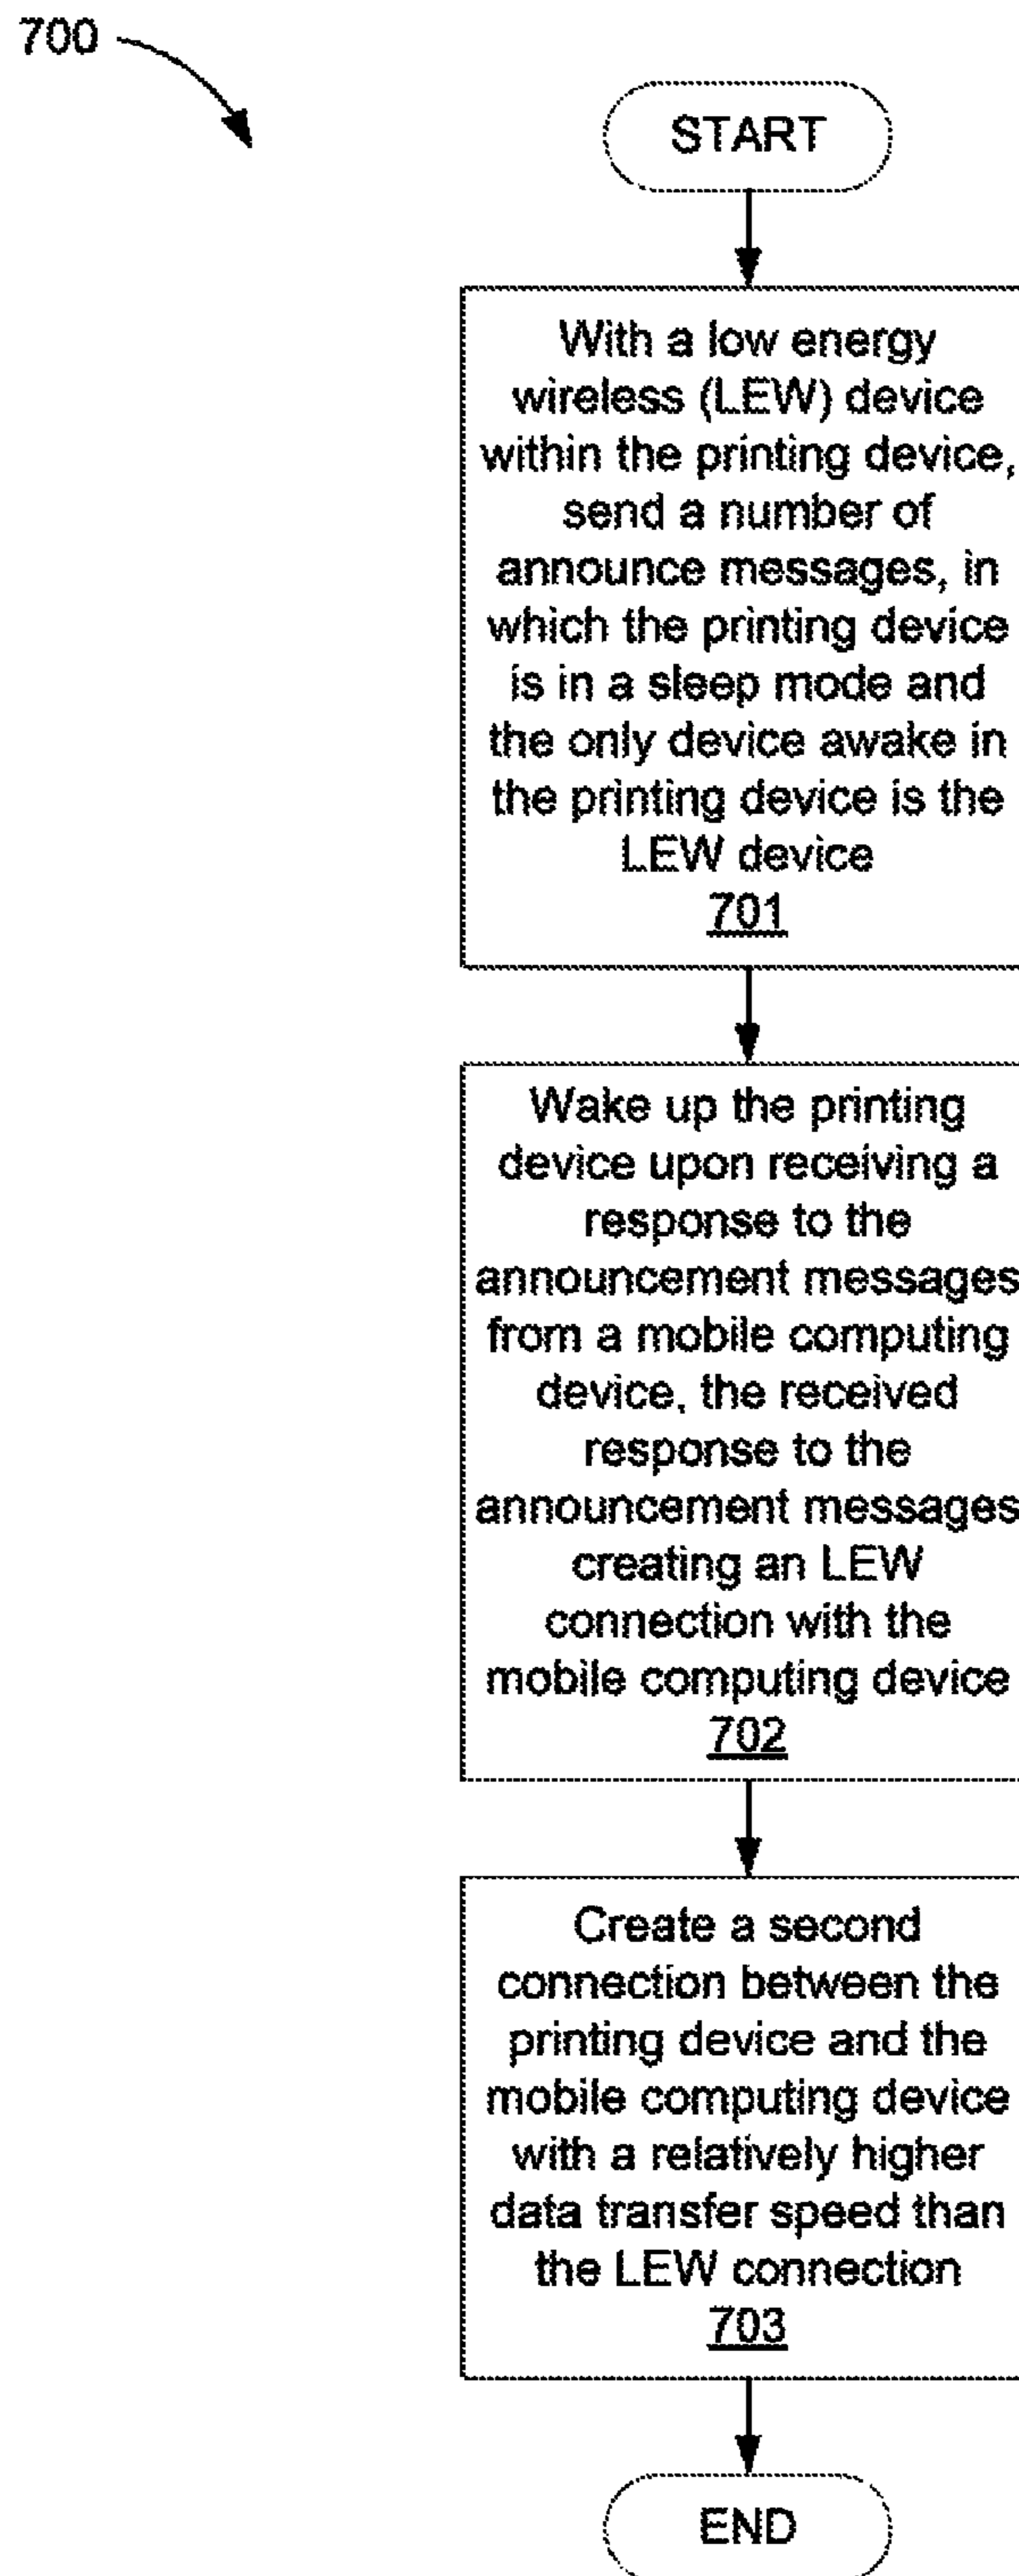 700
START
With a low energy
wireless (LEW) device
within the printing device,
send a number of
announce messages, in
which the printing device
is in a sleep mode and
the only device awake in
the printing device is the
LEW device
701
Wake up the printing
device upon receiving a
response to the
announcement messages
from a mobile computing
device, the received
response to the
announcement messages
creating an LEW
connection with the
mobile computing device
702
Create a second
connection between the
printing device and the
mobile computing device
with a relatively higher
data transfer speed than
the LEW connection
703
END